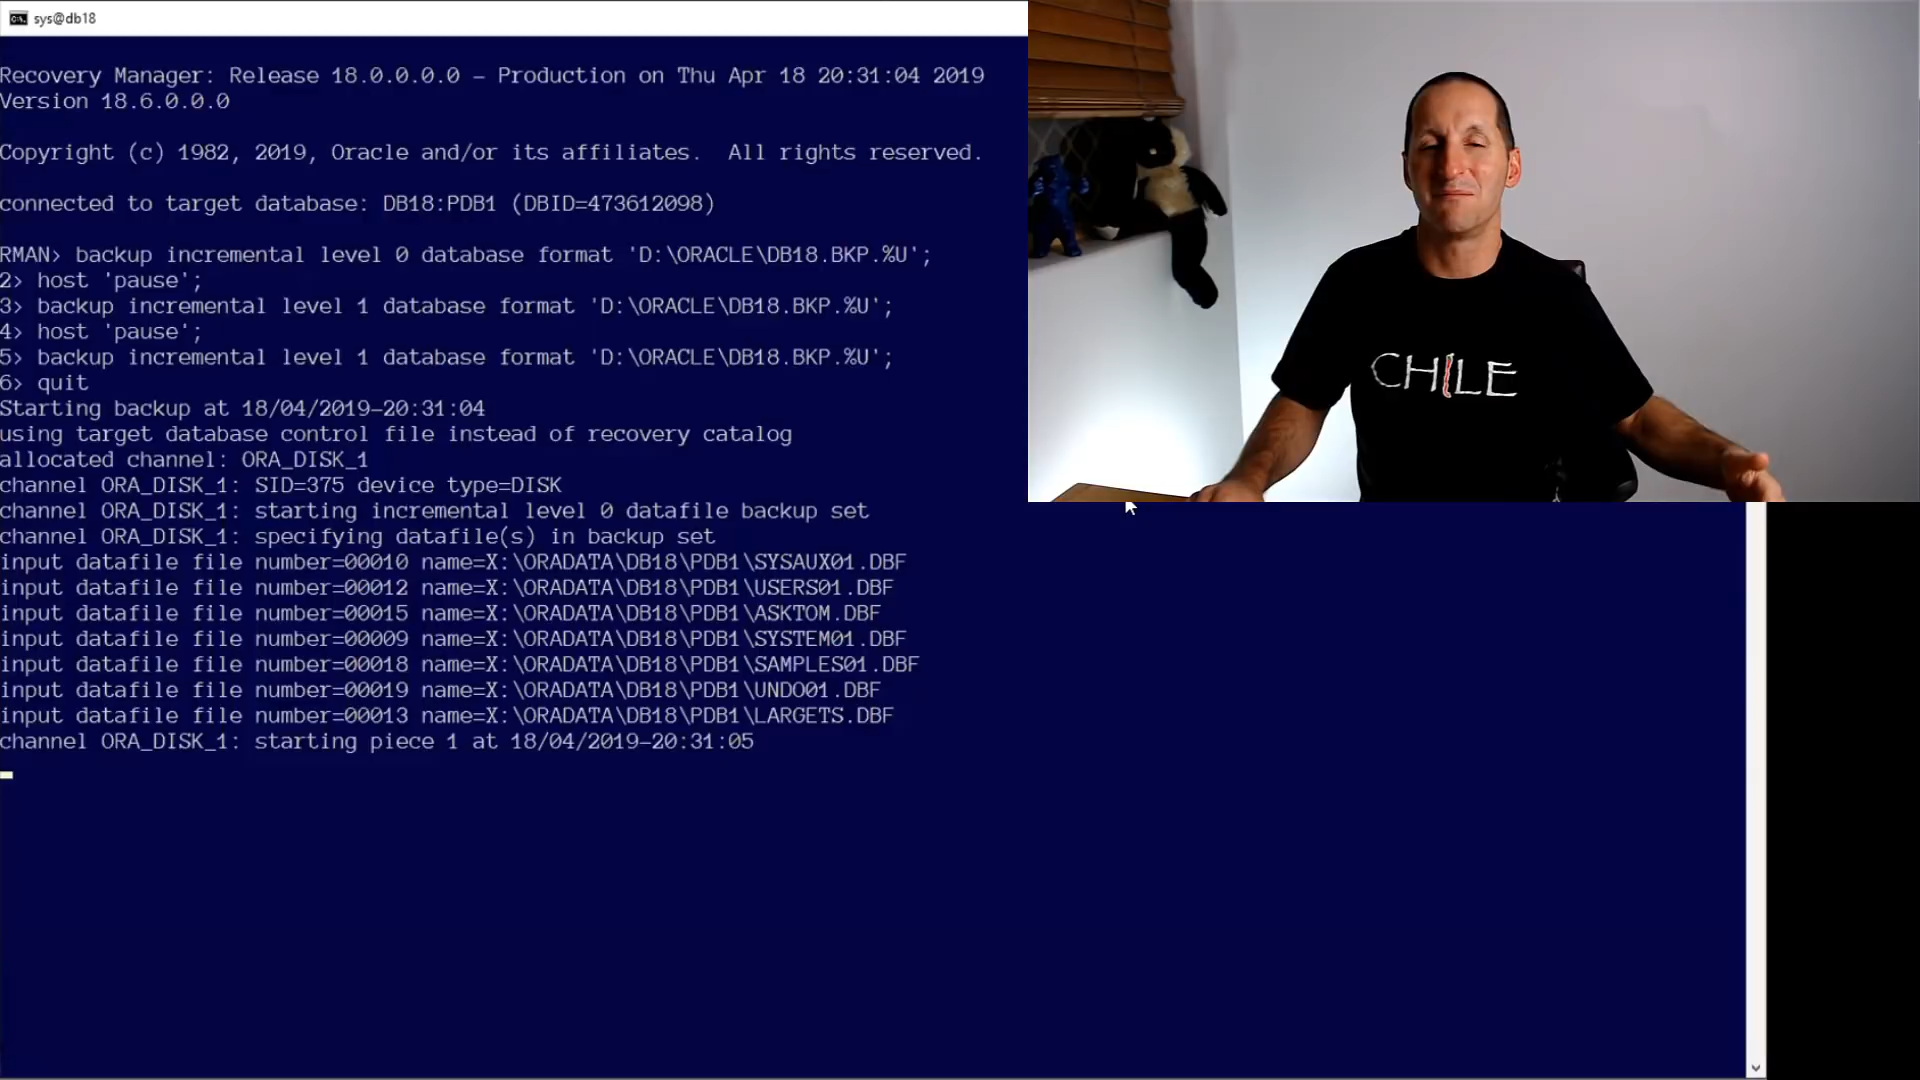 sys@db18
Recovery Manager: Release 18.0.0.0.0 - Production on Thu Apr 18 20:31:04 2019
Version 18.6.0.0.0
Copyright (c) 1982, 2019, Oracle and/or its affiliates.  All rights reserved.
connected to target database: DB18:PDB1 (DBID=473612098)
RMAN> backup incremental level 0 database format 'D:\ORACLE\DB18.BKP.%U';
2> host 'pause';
3> backup incremental level 1 database format 'D:\ORACLE\DB18.BKP.%U';
4> host 'pause';
5> backup incremental level 1 database format 'D:\ORACLE\DB18.BKP.%U';
6> quit
Starting backup at 18/04/2019-20:31:04
using target database control file instead of recovery catalog
allocated channel: ORA_DISK_1
channel ORA_DISK_1: SID=375 device type=DISK
channel ORA_DISK_1: starting incremental level 0 datafile backup set
channel ORA_DISK_1: specifying datafile(s) in backup set
input datafile file number=00010 name=X:\ORADATA\DB18\PDB1\SYSAUX01.DBF
input datafile file number=00012 name=X:\ORADATA\DB18\PDB1\USERS01.DBF
input datafile file number=00015 name=X:\ORADATA\DB18\PDB1\ASKTOM.DBF
input datafile file number=00009 name=X:\ORADATA\DB18\PDB1\SYSTEM01.DBF
input datafile file number=00018 name=X:\ORADATA\DB18\PDB1\SAMPLES01.DBF
input datafile file number=00019 name=X:\ORADATA\DB18\PDB1\UNDO01.DBF
input datafile file number=00013 name=X:\ORADATA\DB18\PDB1\LARGETS.DBF
channel ORA_DISK_1: starting piece 1 at 18/04/2019-20:31:05
CHILE